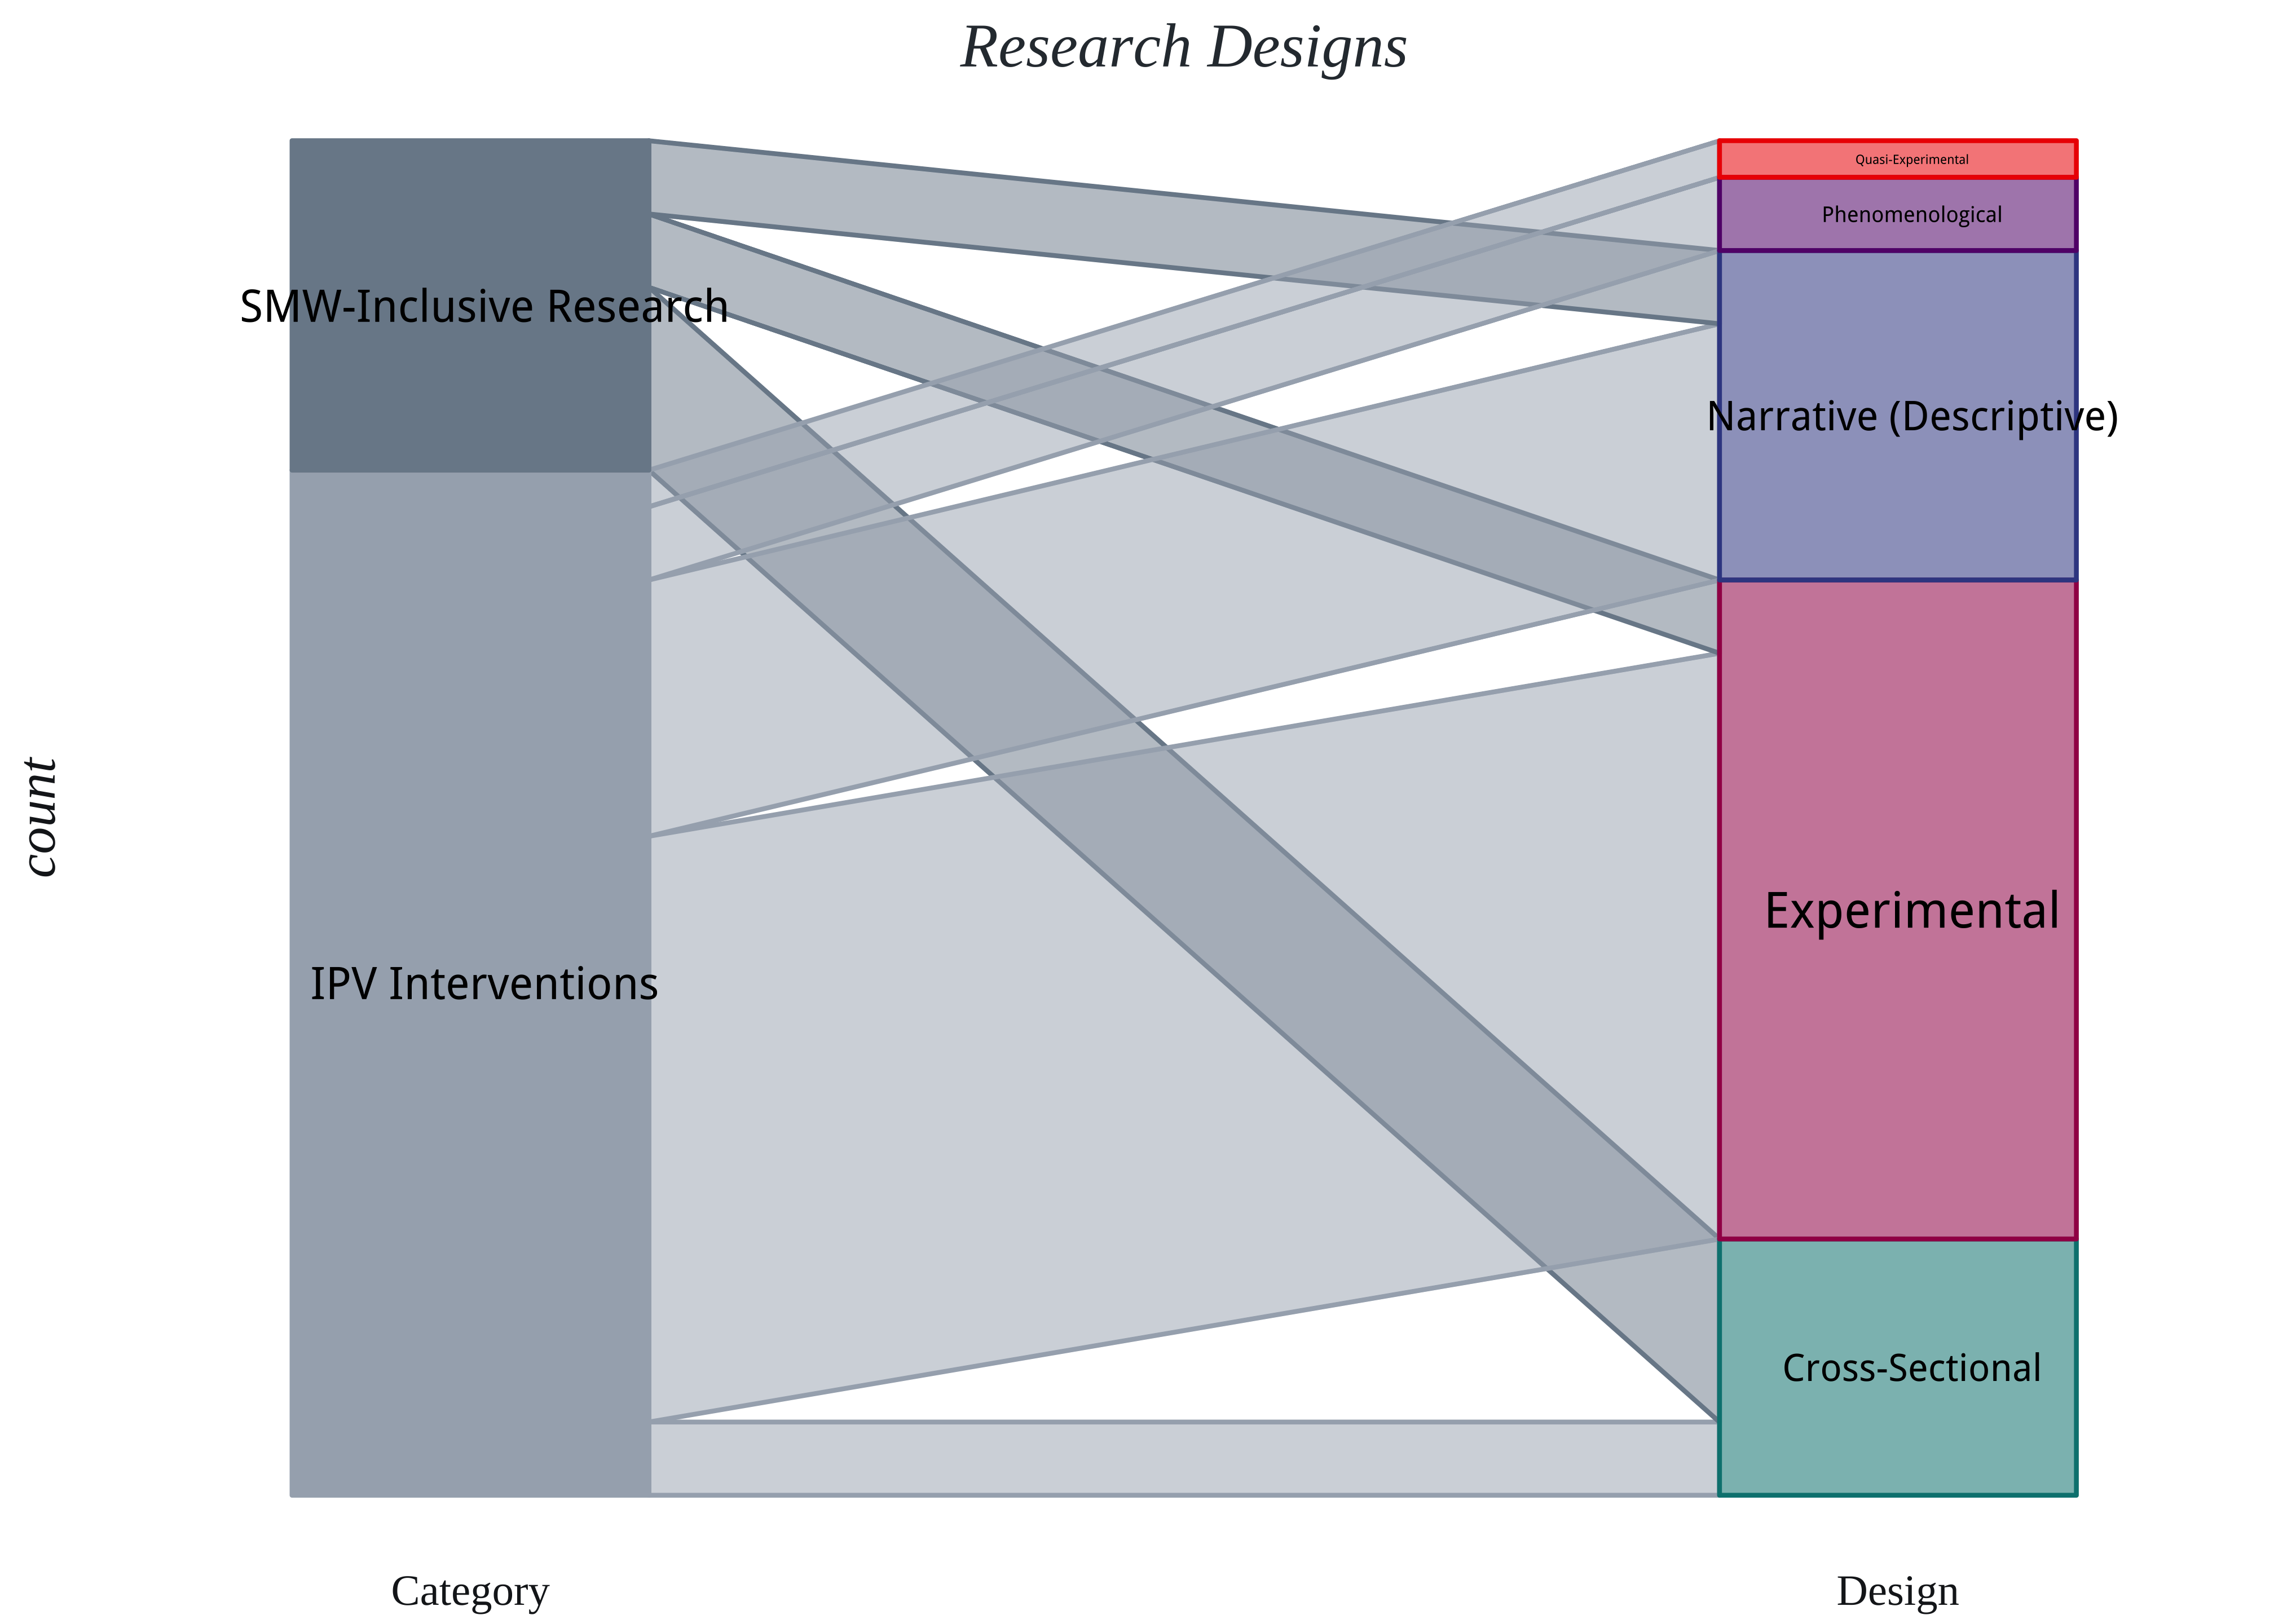 Research Designs
Quasi-Experimental
Phenomenological
SMW-Inclusive Research
Narrative (Descriptive)
count
Experimental
IPV Interventions
Cross-Sectional
Category
Design